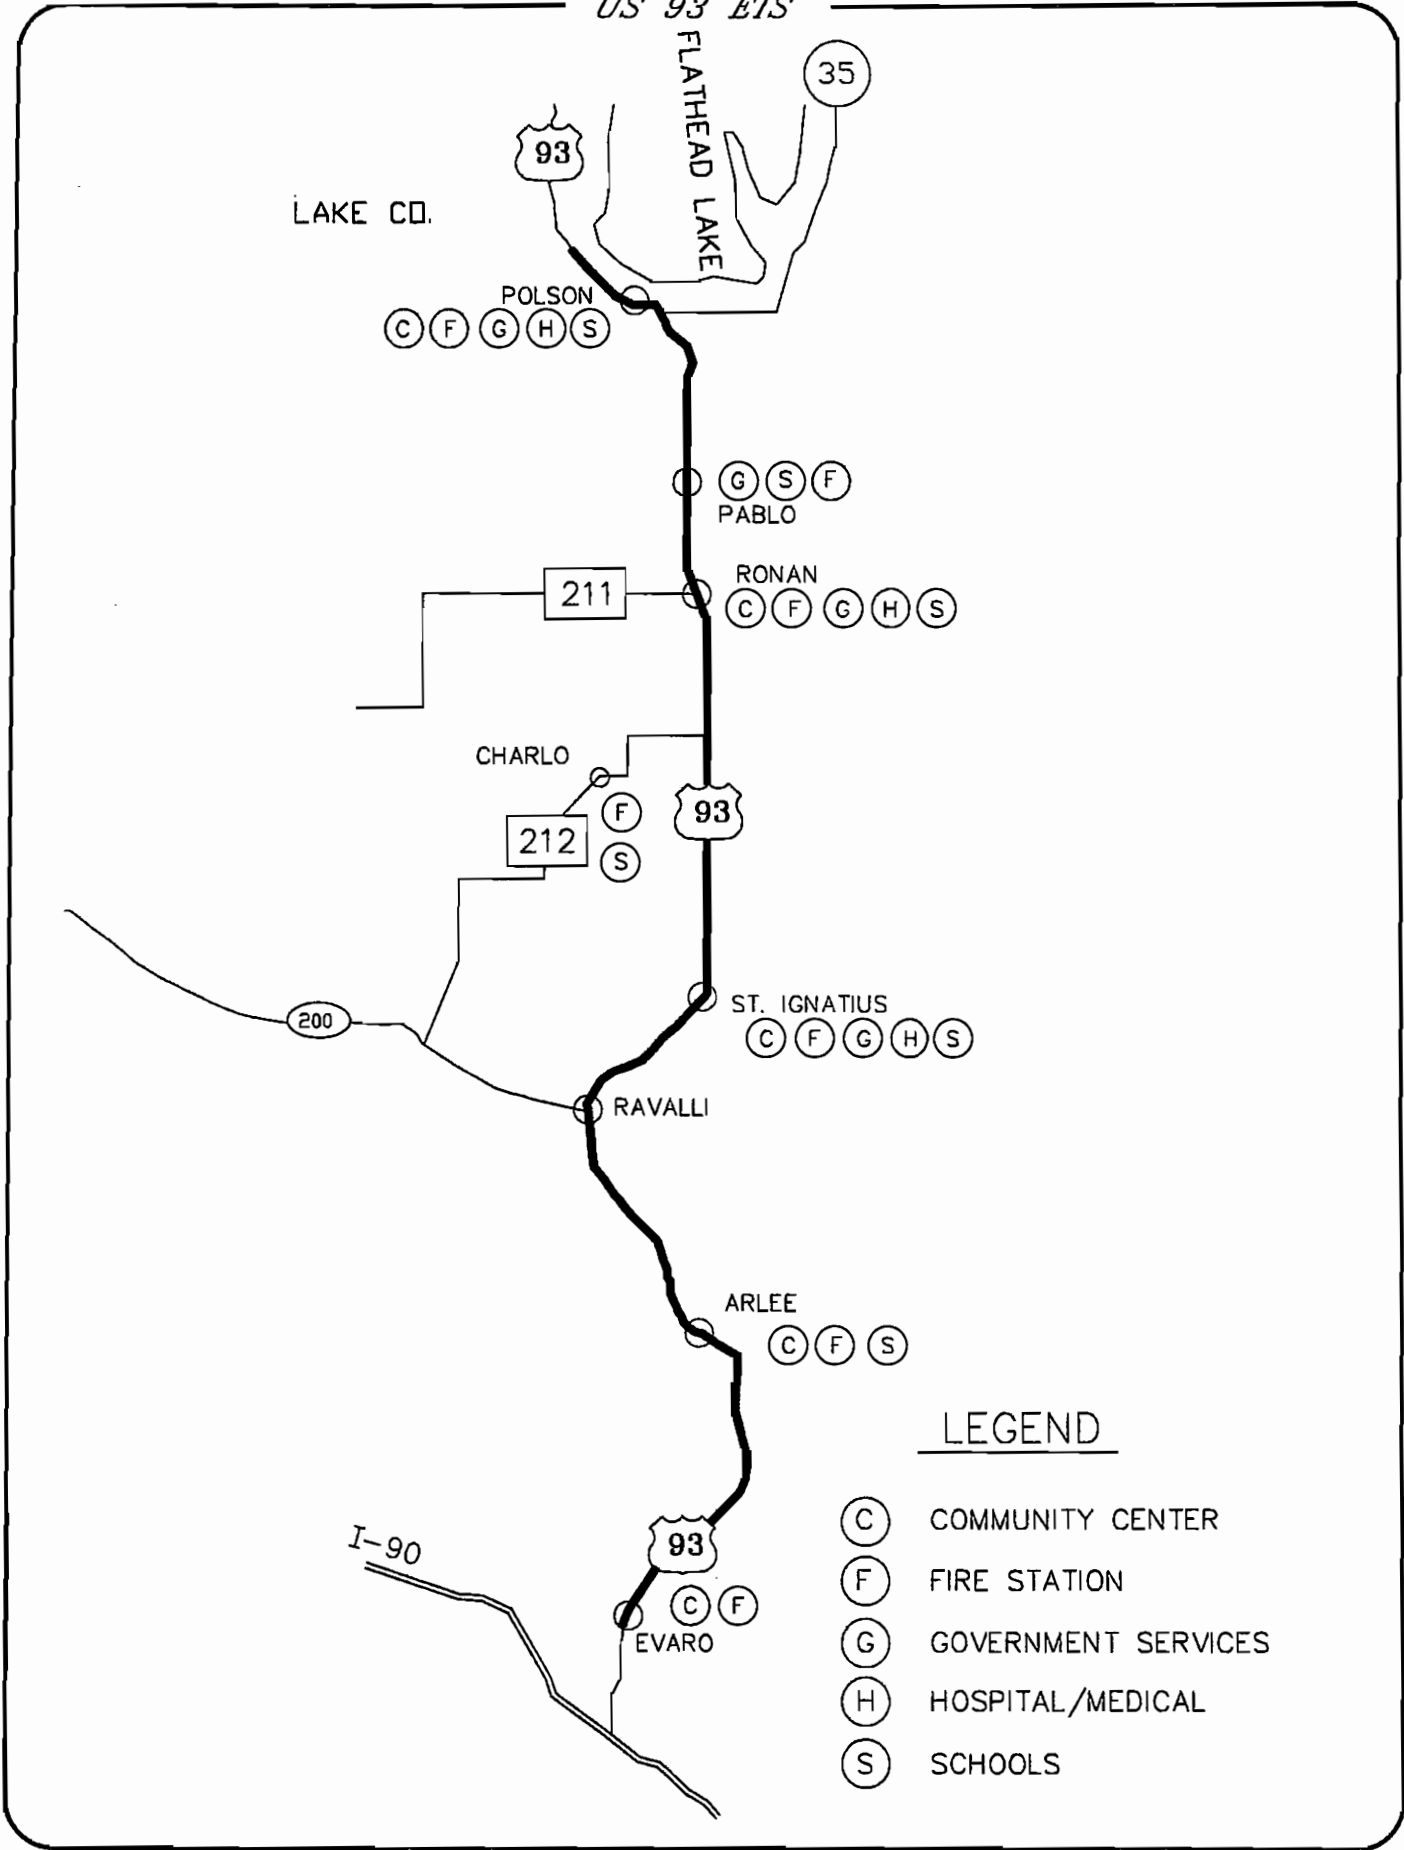 US 93 EIS
FLATHEAD LAKE
35
93
LAKE CO.
POLSON
C F G H S
G S F
PABLO
RONAN
211
C F G H S
CHARLO
F
93
212
S
ST. IGNATIUS
200
C F G H S
RAVALLI
ARLEE
C F S
LEGEND
C COMMUNITY CENTER
I-90
93
F FIRE STATION
C F
EVARO
G GOVERNMENT SERVICES
H HOSPITAL/MEDICAL
S SCHOOLS